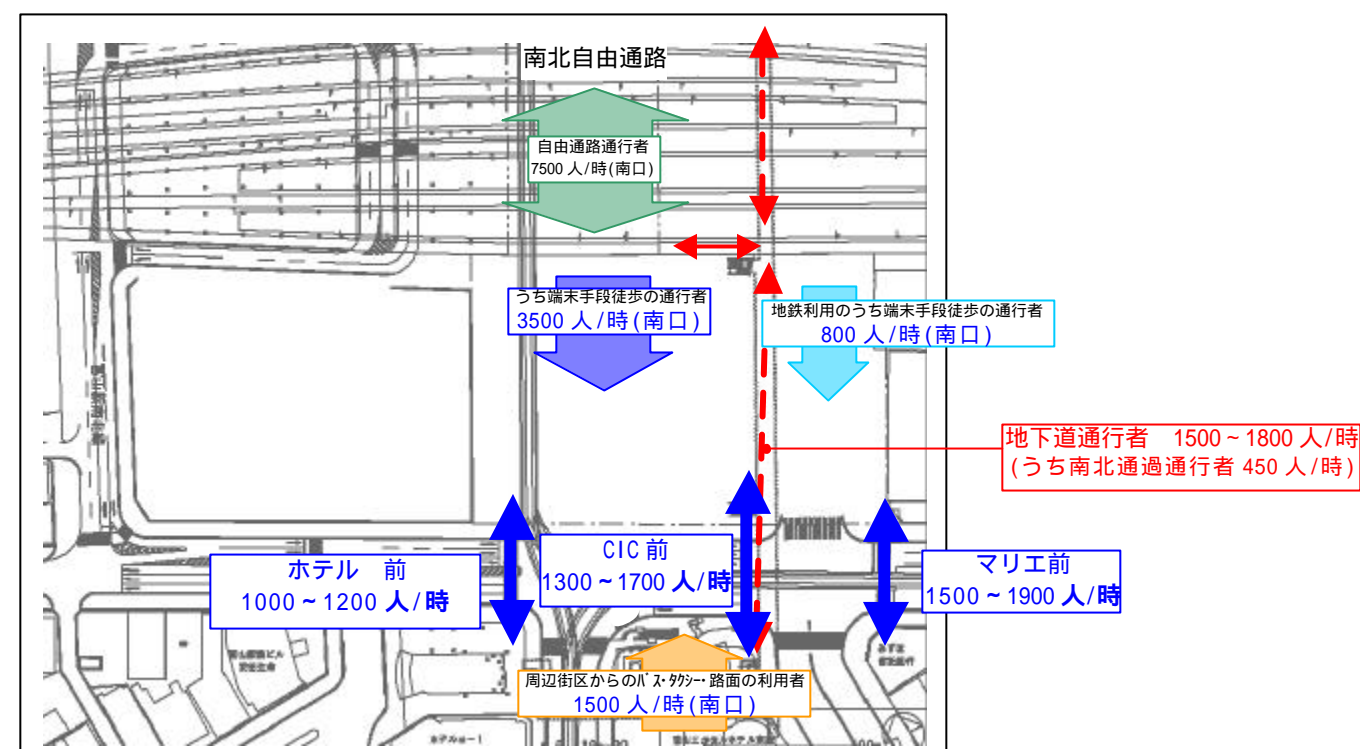 南北自由通路
自由通路通行者
7500 人/時(南口)
うち端末手段徒歩の通行者
3500 人/時(南口)
地鉄利用のうち端末手段徒歩の通行者
800 人/時(南口)
地下道通行者 1500~1800 人/時
(うち南北通過通行者 450 人/時)
ホテル 前
1000~1200 人/時
CIC 前
1300~1700 人/時
マリエ前
1500~1900 人/時
周辺街区からのバス・タクシー・路面の利用者
1500 人/時(南口)